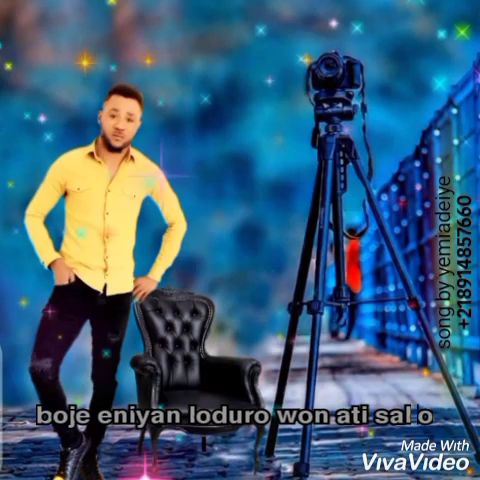 song by yemiadeiye
+218914857660
boje eniyan loduro won ati sal o
Made With
VivaVideo